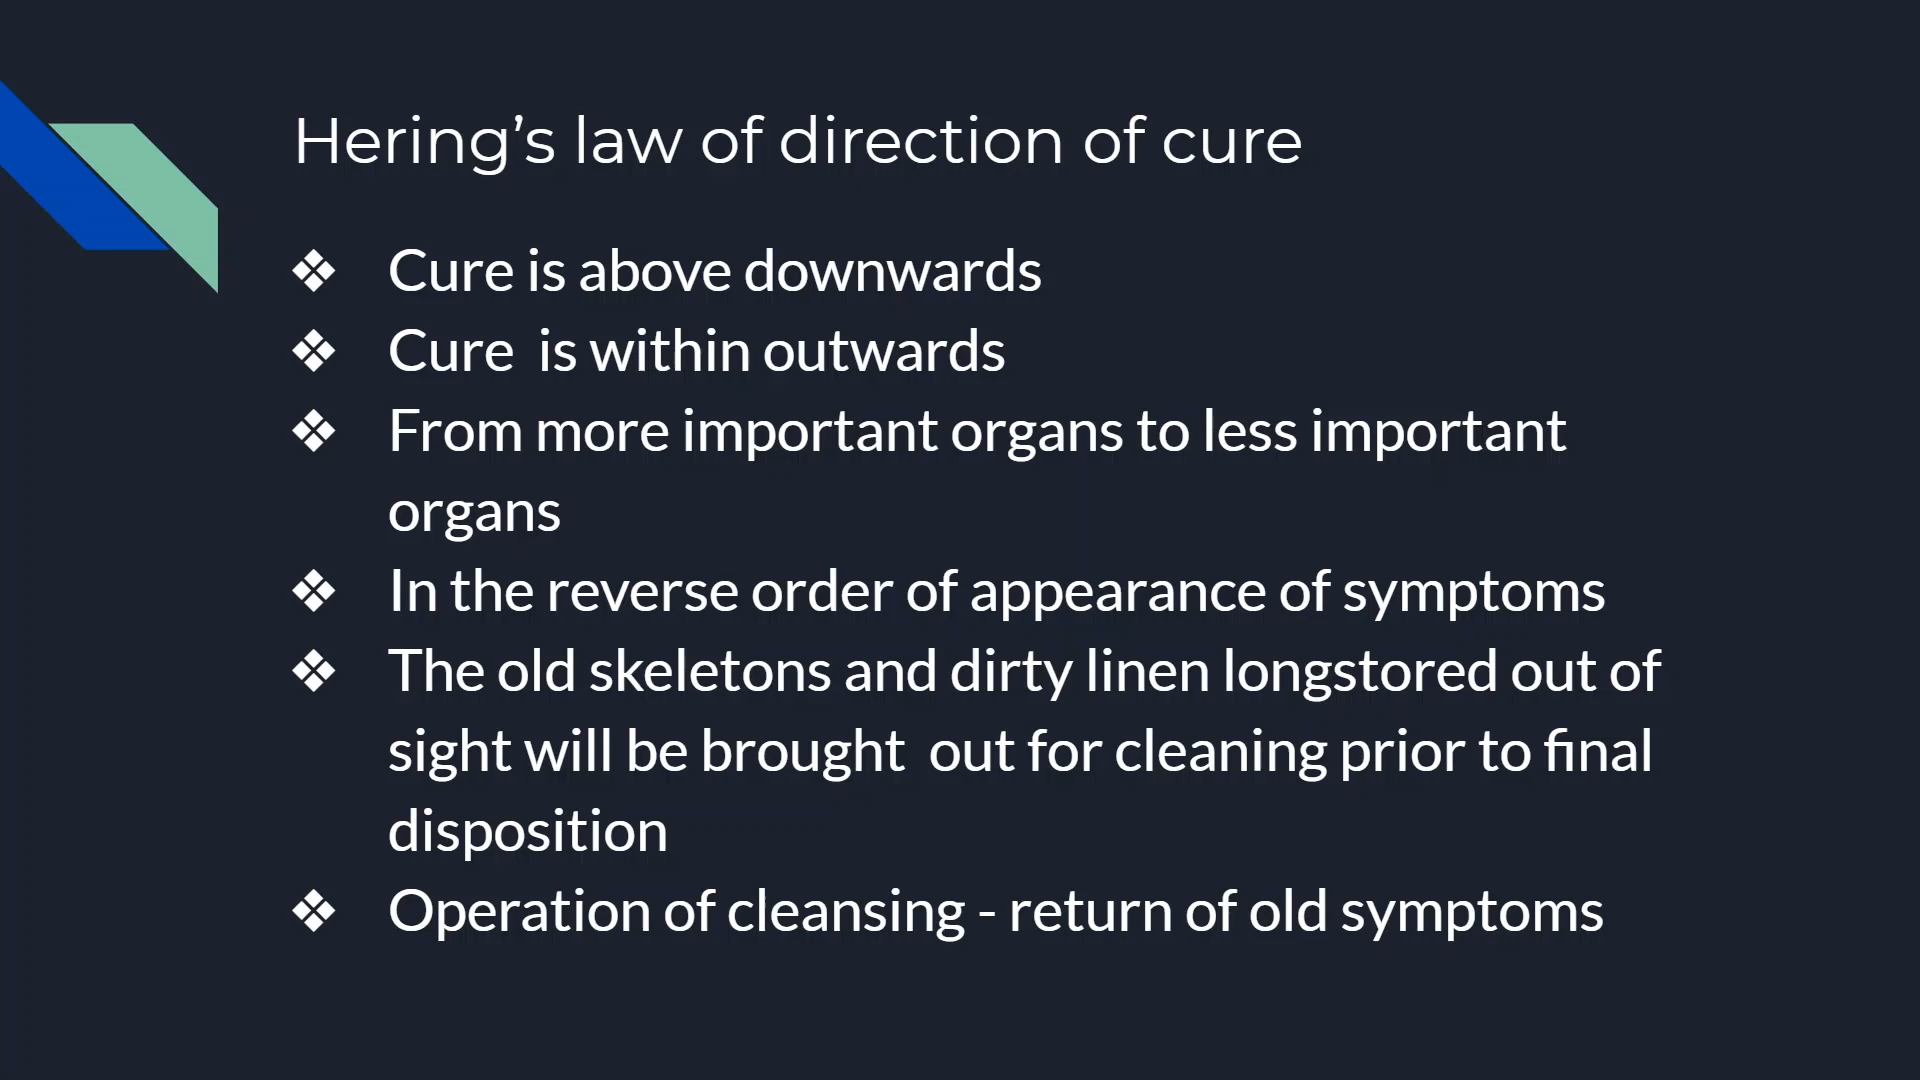 Hering’s law of direction of cure
❖ Cure is above downwards
❖ Cure  is within outwards
❖ From more important organs to less important
organs
❖ In the reverse order of appearance of symptoms
❖ The old skeletons and dirty linen longstored out of
sight will be brought  out for cleaning prior to final
disposition
❖ Operation of cleansing - return of old symptoms